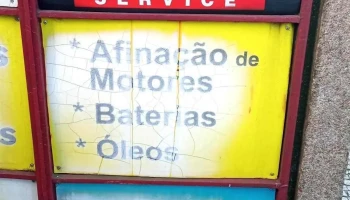 SERVICE
* Afinação de
Motores
* Baterias
* Óleos